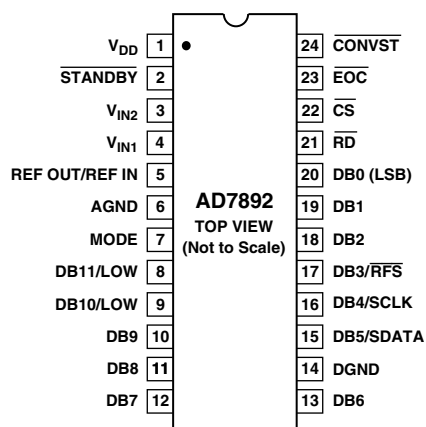 V_DD 1
STANDBY 2
V_IN2 3
V_IN1 4
REF OUT/REF IN 5
AGND 6
MODE 7
DB11/LOW 8
DB10/LOW 9
DB9 10
DB8 11
DB7 12
AD7892
TOP VIEW
(Not to Scale)
24 CONVST
23 EOC
22 CS
21 RD
20 DB0 (LSB)
19 DB1
18 DB2
17 DB3/RFS
16 DB4/SCLK
15 DB5/SDATA
14 DGND
13 DB6